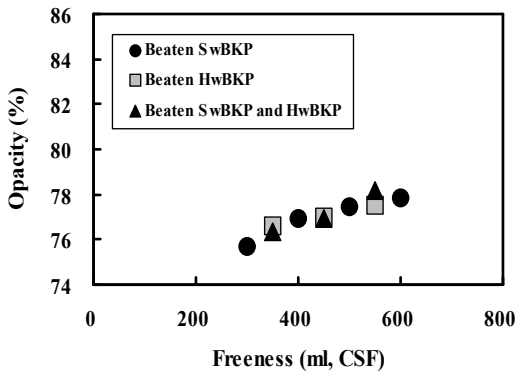 86
84
82
80
78
76
74
Opacity (%)
Beaten SwBKP
Beaten HwBKP
Beaten SwBKP and HwBKP
0 200 400 600 800
Freeness (ml, CSF)